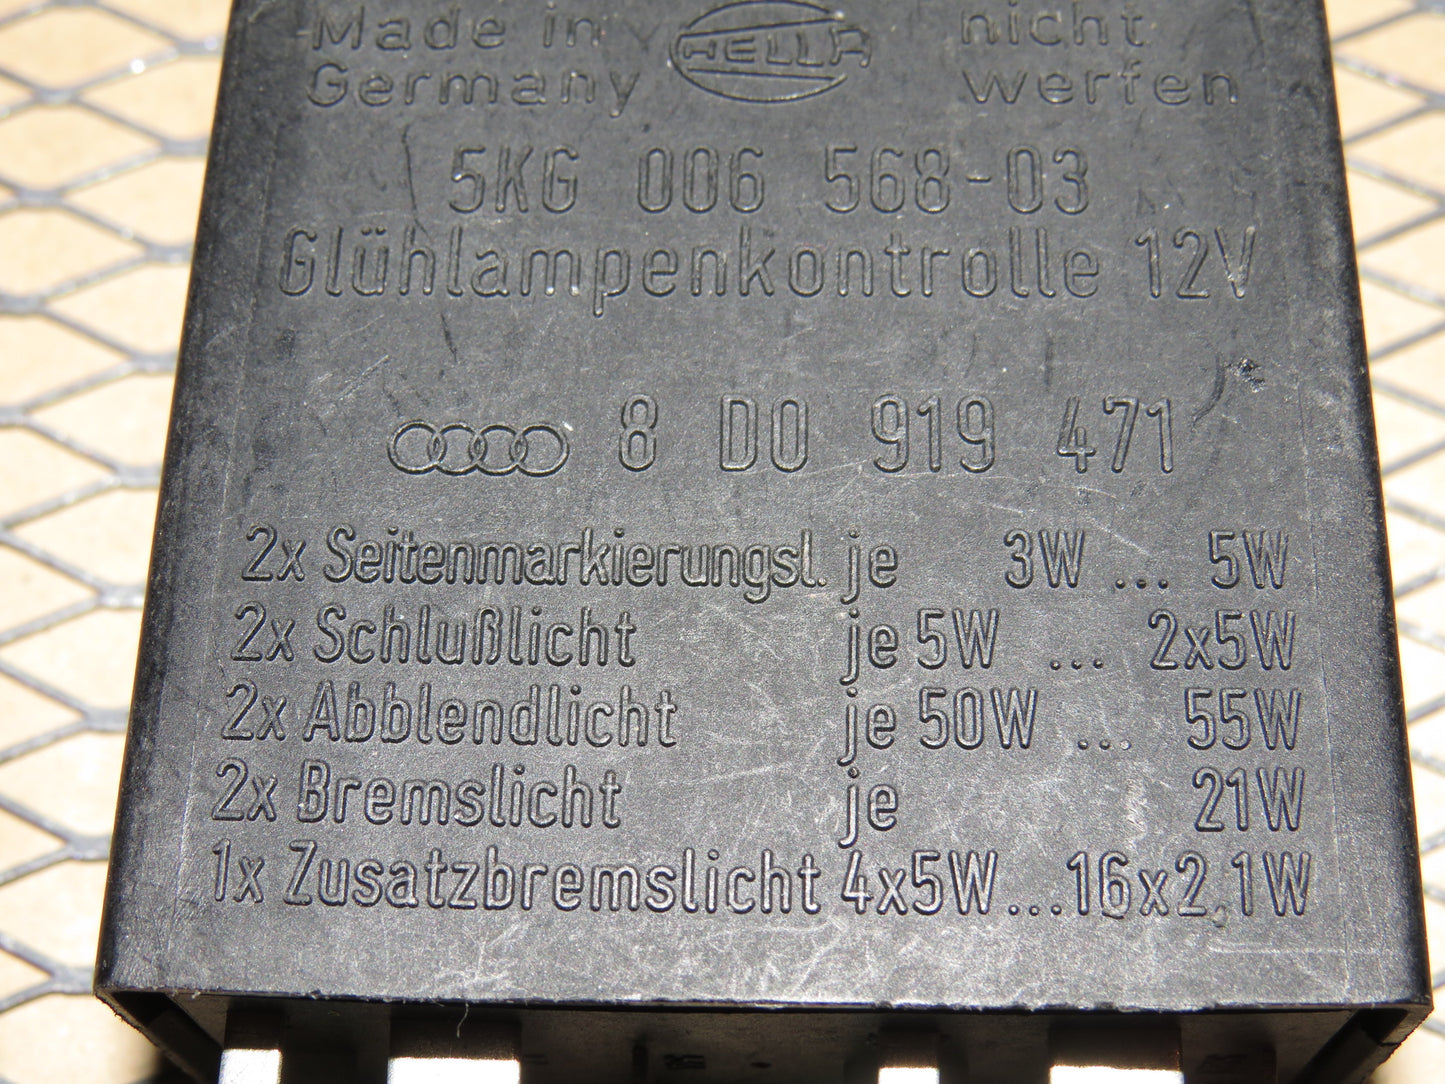 Made in HELLA nicht
Germany werfen
5KG 006 568-03
Glühlampenkontrolle 12V
8 D0 919 471
2x Seitenmarkierungsl. je 3W ... 5W
2x Schlußlicht je 5W ... 2x5W
2x Abblendlicht je 50W ... 55W
2x Bremslicht je 21W
1x Zusatzbremslicht 4x5W...16x2,1W